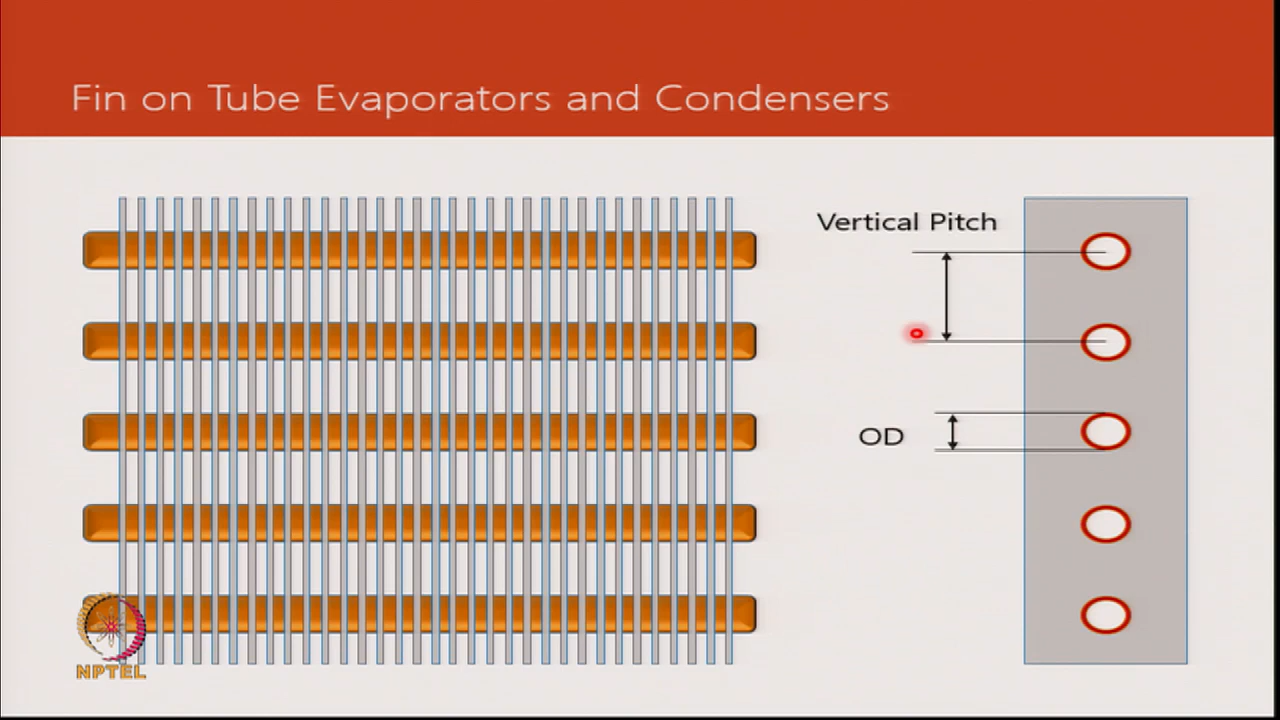 Fin on Tube Evaporators and Condensers
Vertical Pitch
OD
NPTEL